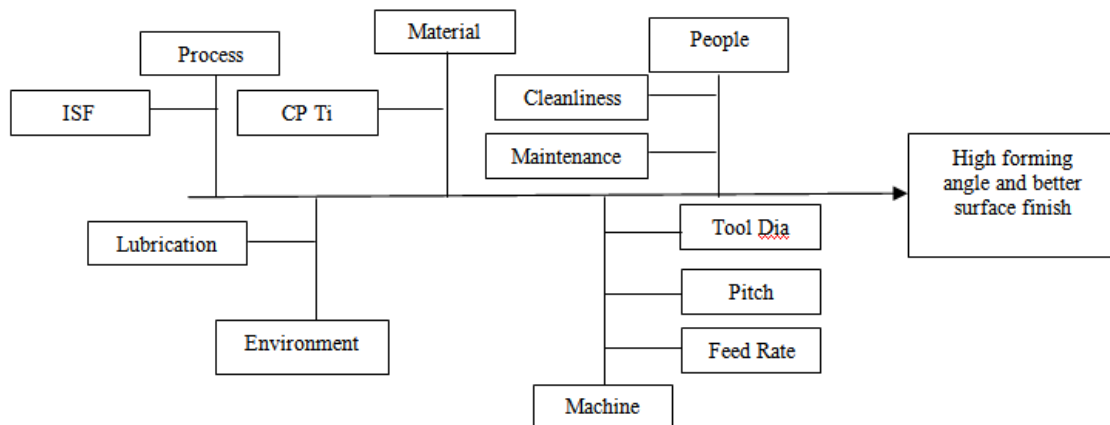 Material
People
Process
Cleanliness
ISF
CP Ti
Maintenance
High forming
angle and better
surface finish
Tool Dia
Lubrication
Pitch
Environment
Feed Rate
Machine